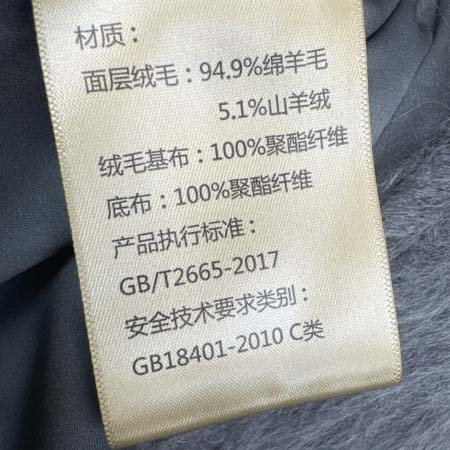 材质：
面层绒毛：94.9%绵羊毛
5.1%山羊绒
绒毛基布：100%聚酯纤维
底布：100%聚酯纤维
产品执行标准：
GB/T2665-2017
安全技术要求类别：
GB18401-2010 C类